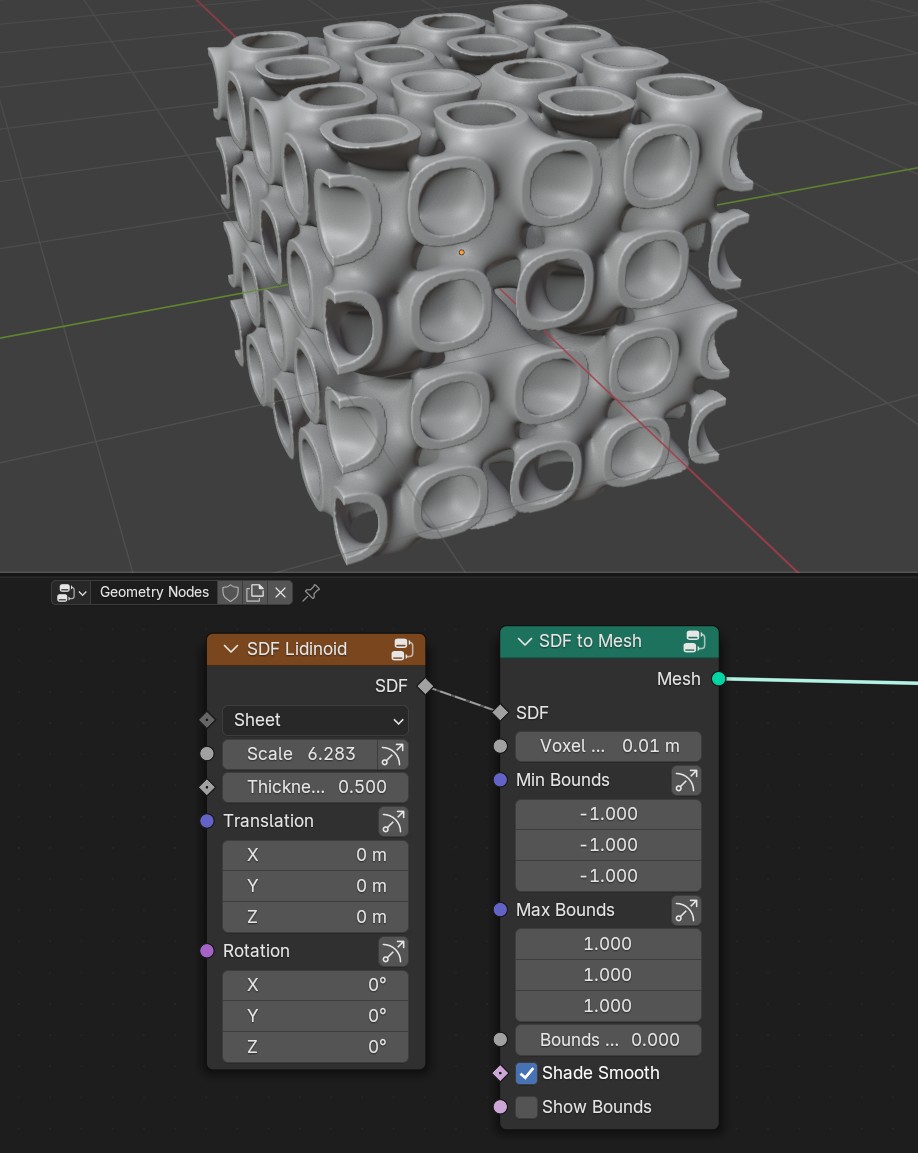 Geometry Nodes
SDF Lidinoid
SDF
Sheet
Scale 6.283
Thickne... 0.500
Translation
X 0 m
Y 0 m
Z 0 m
Rotation
X 0°
Y 0°
Z 0°
SDF to Mesh
Mesh
SDF
Voxel ... 0.01 m
Min Bounds
-1.000
-1.000
-1.000
Max Bounds
1.000
1.000
1.000
Bounds ... 0.000
Shade Smooth
Show Bounds